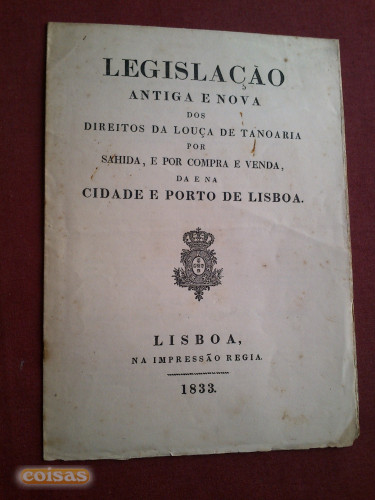 LEGISLAÇÃO
ANTIGA E NOVA
DOS
DIREITOS DA LOUÇA DE TANOARIA
POR
SAHIDA, E POR COMPRA E VENDA,
DA E NA
CIDADE E PORTO DE LISBOA.
LISBOA,
NA IMPRESSÃO REGIA.
1833.
coisas